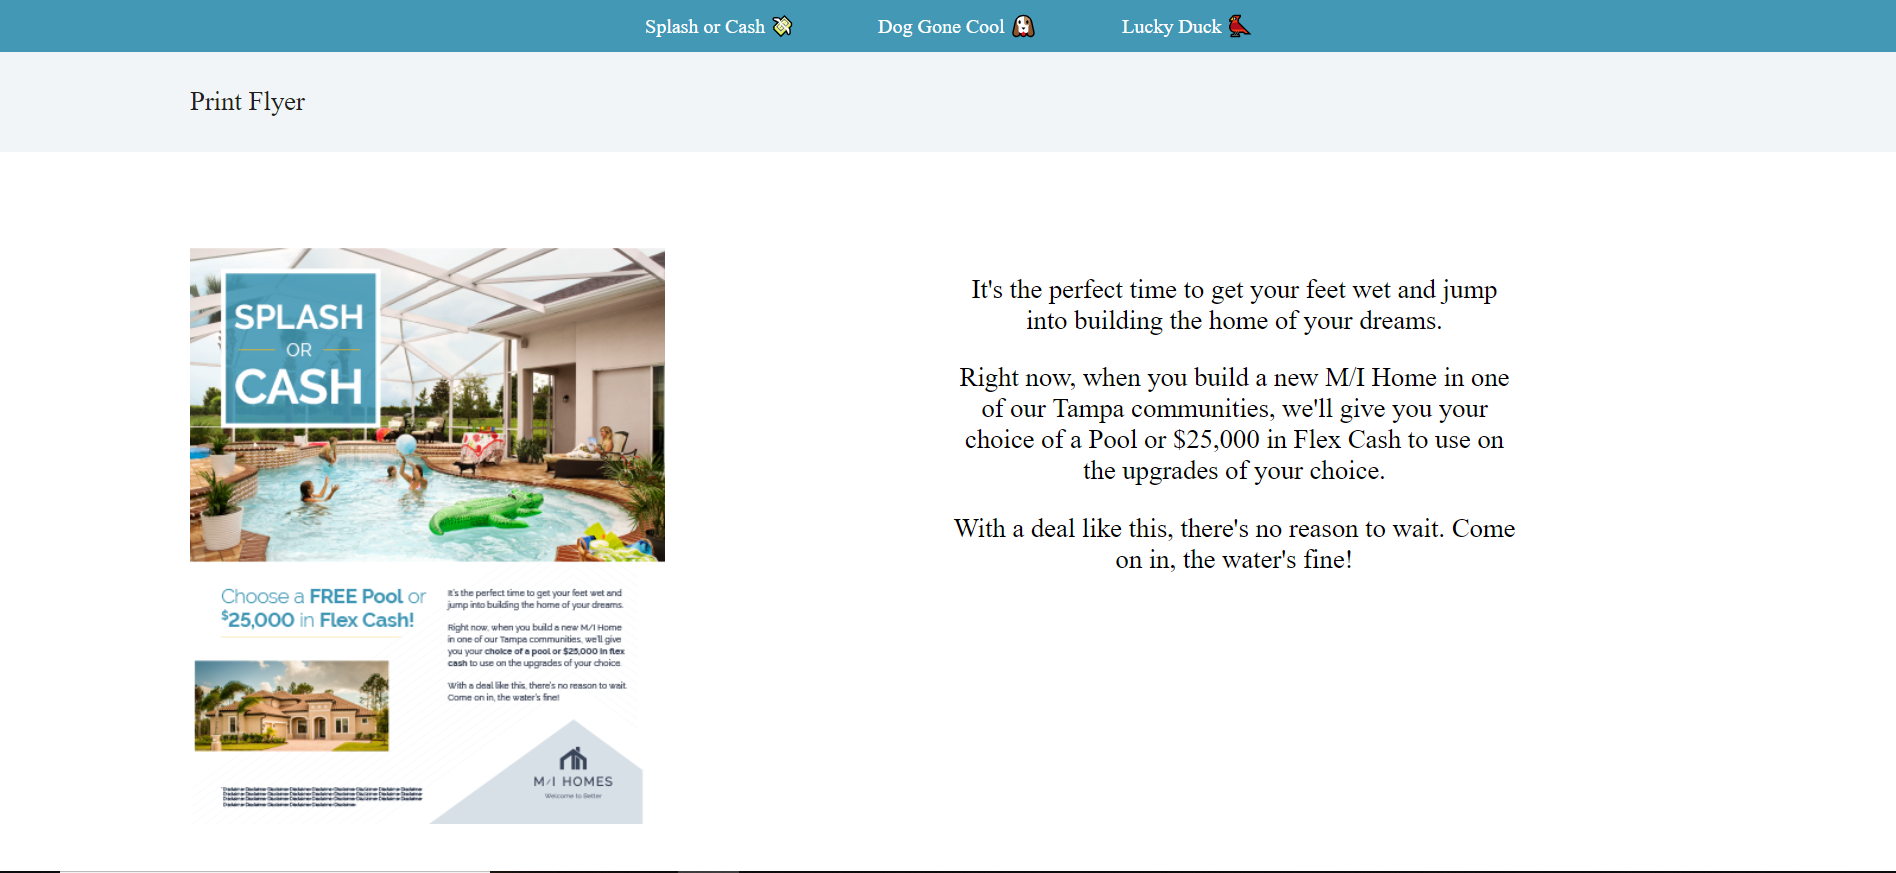 Splash or Cash
Dog Gone Cool
Lucky Duck
Print Flyer
SPLASH
OR
CASH
Choose a FREE Pool or
$25,000 in Flex Cash!
It's the perfect time to get your feet wet and
jump into building the home of your dreams.
Right now, when you build a new M/I Home
in one of our Tampa communities, we'll give
you your choice of a pool or $25,000 in flex
cash to use on the upgrades of your choice.
With a deal like this, there's no reason to wait.
Come on in, the water's fine!
M/I HOMES
Welcome to Better
It's the perfect time to get your feet wet and jump
into building the home of your dreams.
Right now, when you build a new M/I Home in one
of our Tampa communities, we'll give you your
choice of a Pool or $25,000 in Flex Cash to use on
the upgrades of your choice.
With a deal like this, there's no reason to wait. Come
on in, the water's fine!